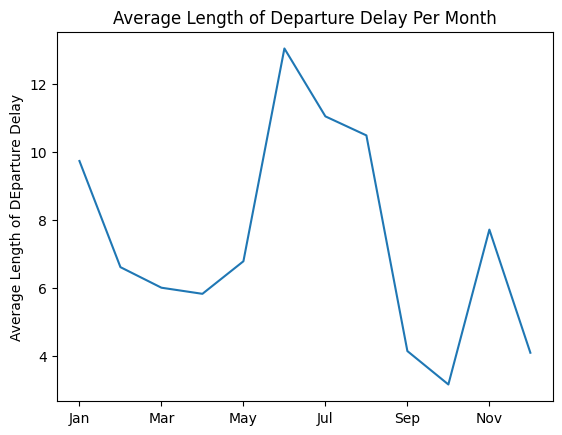 Average Length of Departure Delay Per Month
Average Length of DEparture Delay
12
10
8
6
4
Jan Mar May Jul Sep Nov